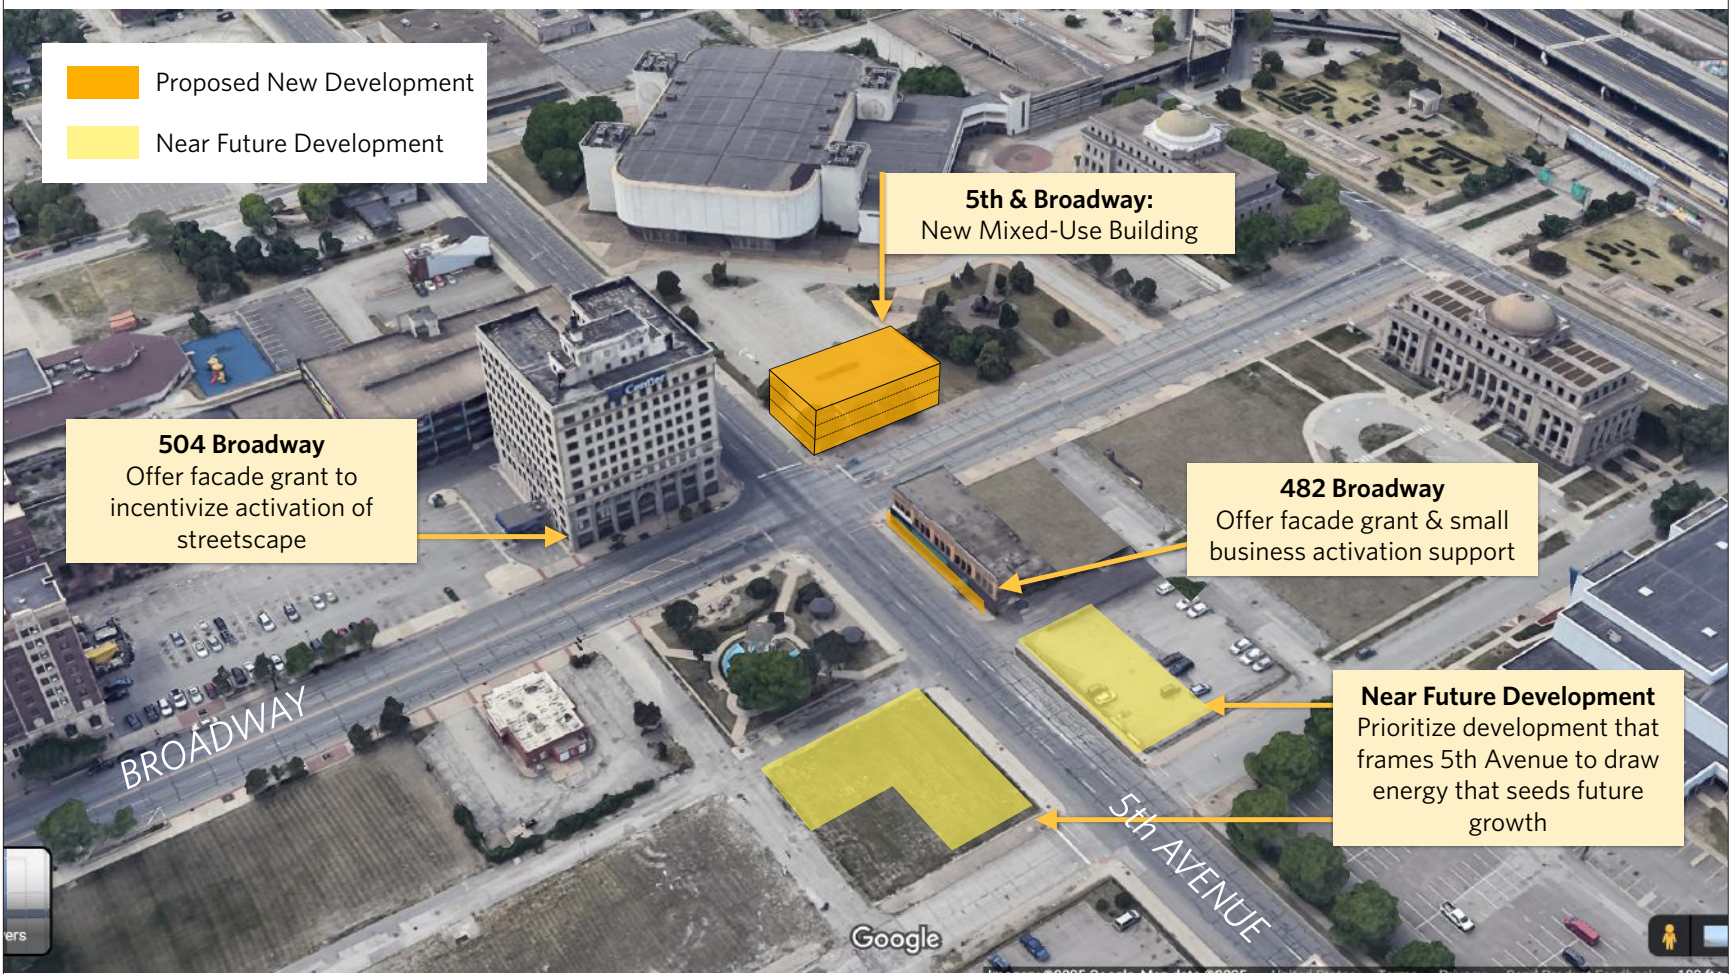 Proposed New Development
Near Future Development
5th & Broadway:
New Mixed-Use Building
Center
504 Broadway
Offer facade grant to
incentivize activation of
streetscape
482 Broadway
Offer facade grant & small
business activation support
Near Future Development
Prioritize development that
frames 5th Avenue to draw
energy that seeds future
growth
BROADWAY
5th AVENUE
ers
Google